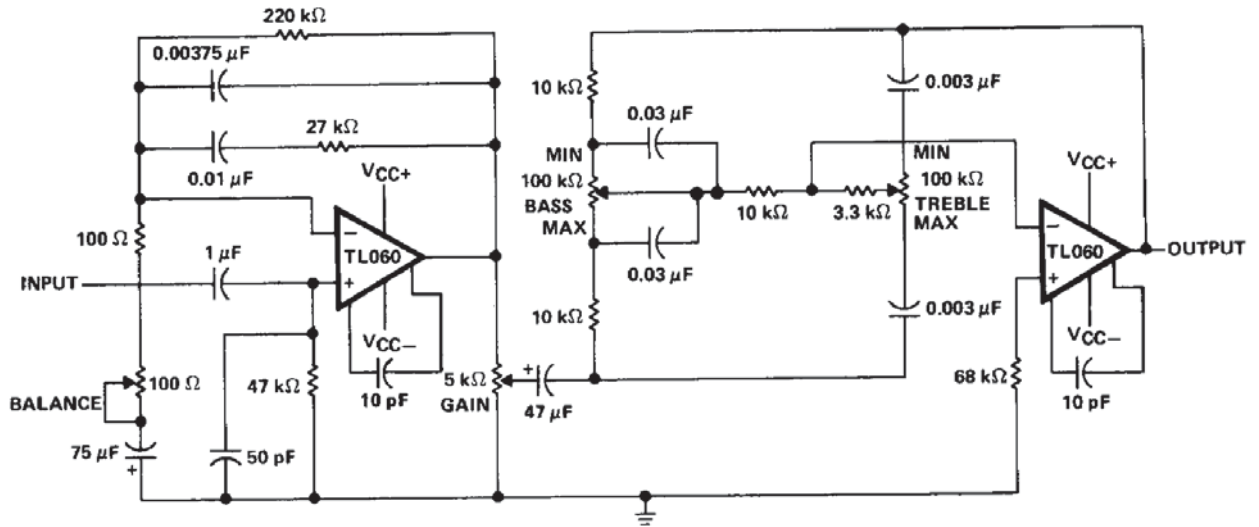 220 kΩ
0.00375 μF
27 kΩ
0.01 μF
100 Ω
1 μF
INPUT
VCC+
−
TL060
+
VCC−
10 pF
47 kΩ
50 pF
100 Ω
BALANCE
75 μF
+
5 kΩ
GAIN
+
47 μF
10 kΩ
0.03 μF
MIN
100 kΩ
BASS
MAX
0.03 μF
10 kΩ
10 kΩ
3.3 kΩ
0.003 μF
MIN
100 kΩ
TREBLE
MAX
0.003 μF
VCC+
−
TL060
+
VCC−
OUTPUT
68 kΩ
10 pF